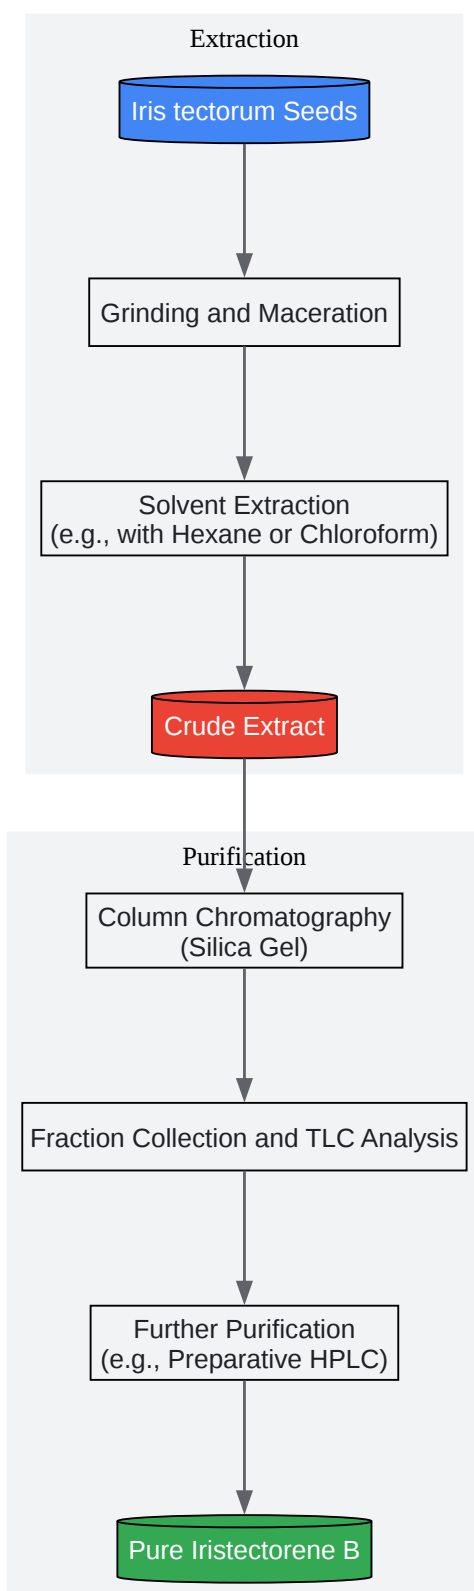 Extraction
Iris tectorum Seeds
Grinding and Maceration
Solvent Extraction
(e.g., with Hexane or Chloroform)
Crude Extract
Purification
Column Chromatography
(Silica Gel)
Fraction Collection and TLC Analysis
Further Purification
(e.g., Preparative HPLC)
Pure Iristectorene B